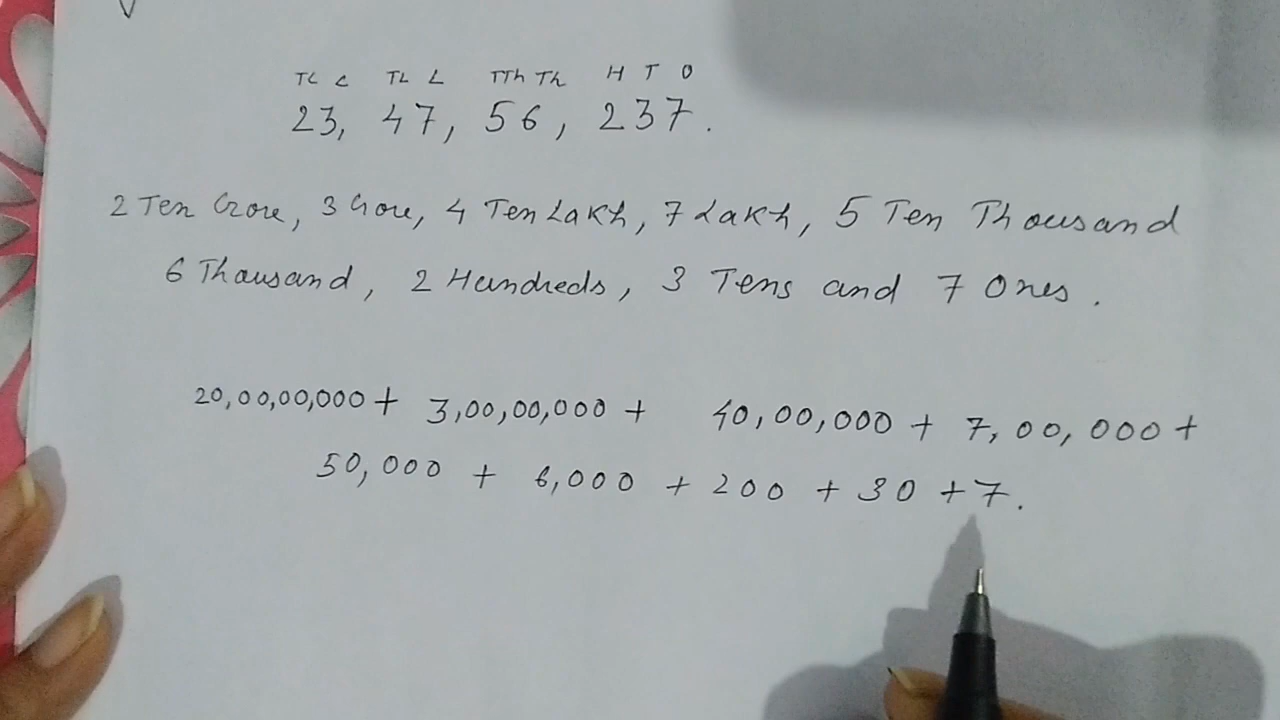 TC C TL L TTh Th H T O
23, 47, 56, 237.
2 Ten Crore, 3 Crore, 4 Ten Lakh, 7 Lakh, 5 Ten Thousand
6 Thausand, 2 Hundreds, 3 Tens and 7 Ones.
20,00,00,000 + 3,00,00,000 + 40,00,000 + 7,00,000 +
50,000 + 6,000 + 200 + 30 + 7.